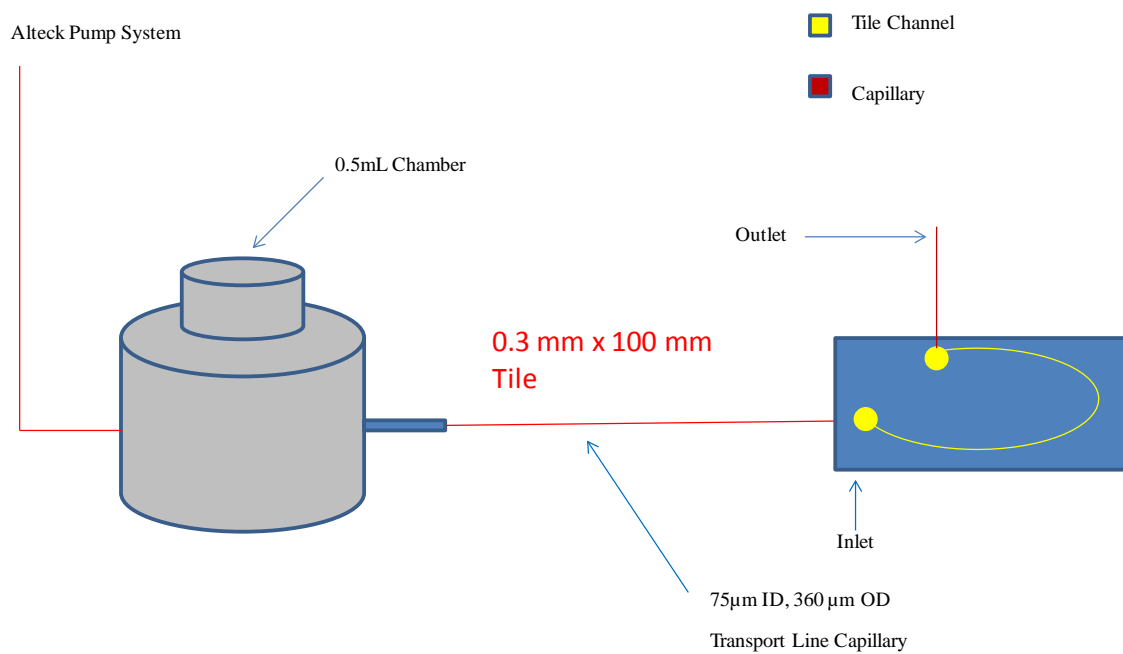 Alteck Pump System
Tile Channel
Capillary
0.5mL Chamber
Outlet
0.3 mm x 100 mm
Tile
Inlet
75µm ID, 360 µm OD
Transport Line Capillary